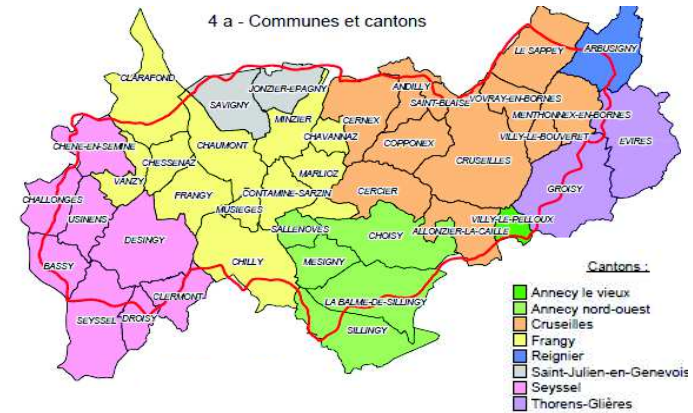 4 a - Communes et cantons
LE SAPPEY
ARBUSIGNY
CLARAFOND
JONZIER-EPAGNY
ANDILLY
SAVIGNY
SAINT-BLAISE
VOVRAY-EN-BORNES
MINZIER
MENTHONNEX-EN-BORNES
CERNEX
CHAVANNAZ
VILLY-LE-BOUVERET
EVIRES
CHENE-EN-SEMINE
CHAUMONT
COPPONEX
CRUSEILLES
CHESSENAZ
MARLIOZ
VANZY
CERCIER
GROISY
FRANGY
CONTAMINE-SARZIN
CHALLONGES
MUSIEGES
USINENS
VILLY-LE-PELLOUX
SALLENOVES
ALLONZIER-LA-CAILLE
DESINGY
CHOISY
MESIGNY
CHILLY
BASSY
CLERMONT
LA BALME-DE-SILLINGY
SEYSSEL
DROISY
SILLINGY
Cantons :
Annecy le vieux
Annecy nord-ouest
Cruseilles
Frangy
Reignier
Saint-Julien-en-Genevois
Seyssel
Thorens-Glières